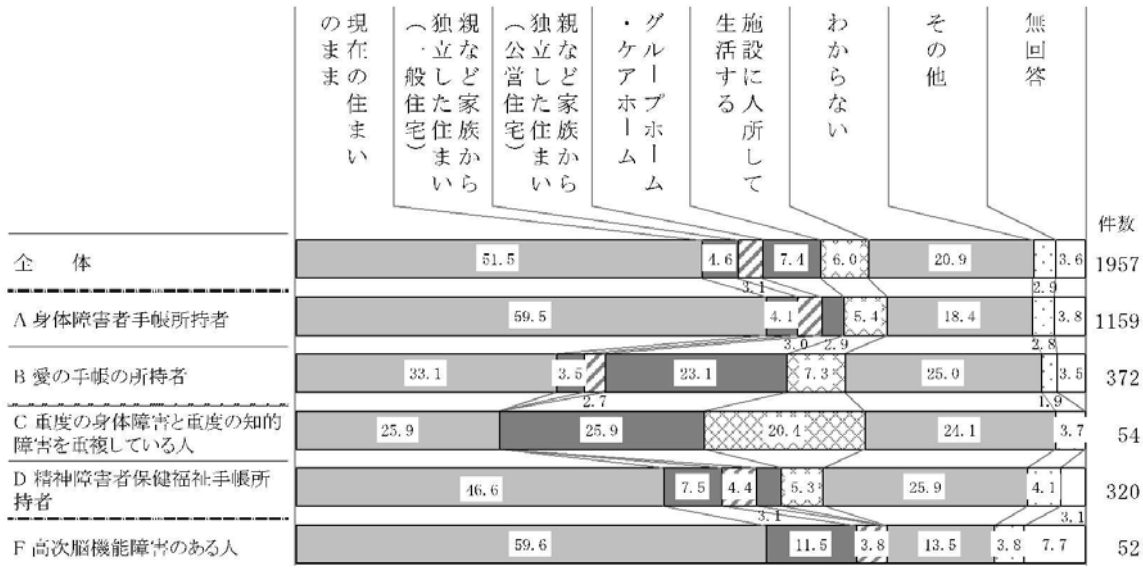 現在の住まい
のまま
親など家族から
独立した住まい
（一般住宅）
親など家族から
独立した住まい
（公営住宅）
グループホーム
・ケアホーム
施設に入所して
生活する
わからない
その他
無回答
件数
全　体 51.5 4.6 7.4 6.0 20.9 3.6 1957
3.1 2.9
A 身体障害者手帳所持者 59.5 4.1 5.4 18.4 3.8 1159
3.0 2.9 2.8
B 愛の手帳の所持者 33.1 3.5 23.1 7.3 25.0 3.5 372
2.7 1.9
C 重度の身体障害と重度の知的
障害を重複している人 25.9 25.9 20.4 24.1 3.7 54
D 精神障害者保健福祉手帳所
持者 46.6 7.5 4.4 5.3 25.9 4.1 320
3.1 3.1
F 高次脳機能障害のある人 59.6 11.5 3.8 13.5 3.8 7.7 52